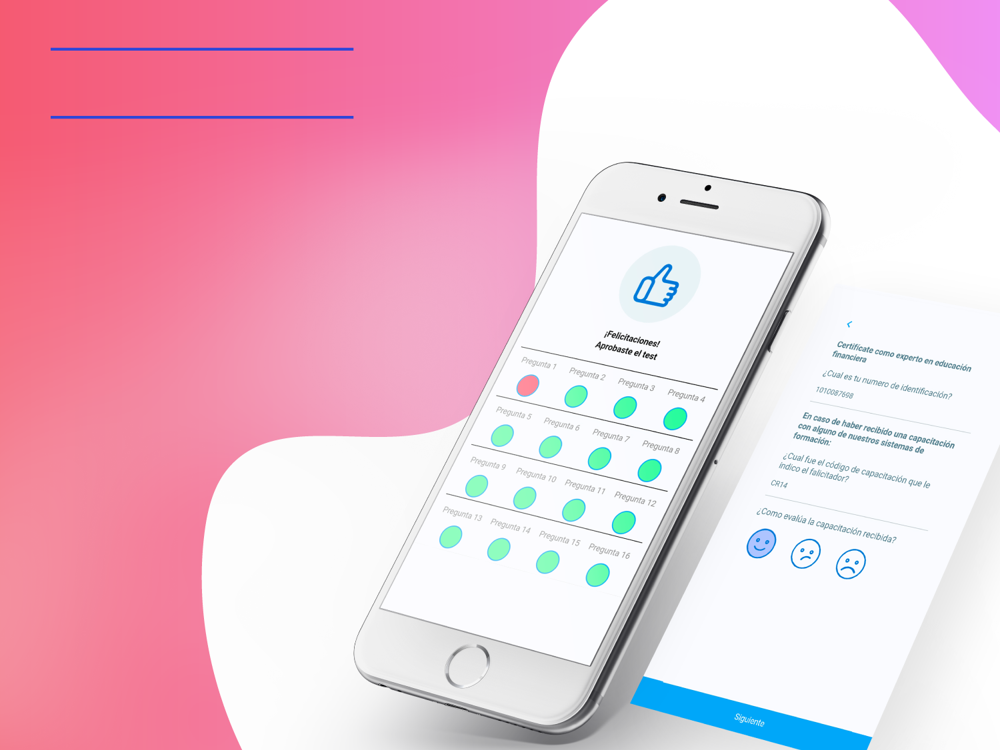 ¡Felicitaciones!
Aprobaste el test
Pregunta 1
Pregunta 2
Pregunta 3
Pregunta 4
Pregunta 5
Pregunta 6
Pregunta 7
Pregunta 8
Pregunta 9
Pregunta 10
Pregunta 11
Pregunta 12
Pregunta 13
Pregunta 14
Pregunta 15
Pregunta 16
Certifícate como experto en educación
financiera
¿Cual es tu numero de identificación?
1010087698
En caso de haber recibido una capacitación
con alguno de nuestros sistemas de
formación:
¿Cual fue el código de capacitación que le
indico el falicitador?
CR14
¿Como evalúa la capacitación recibida?
Siguiente